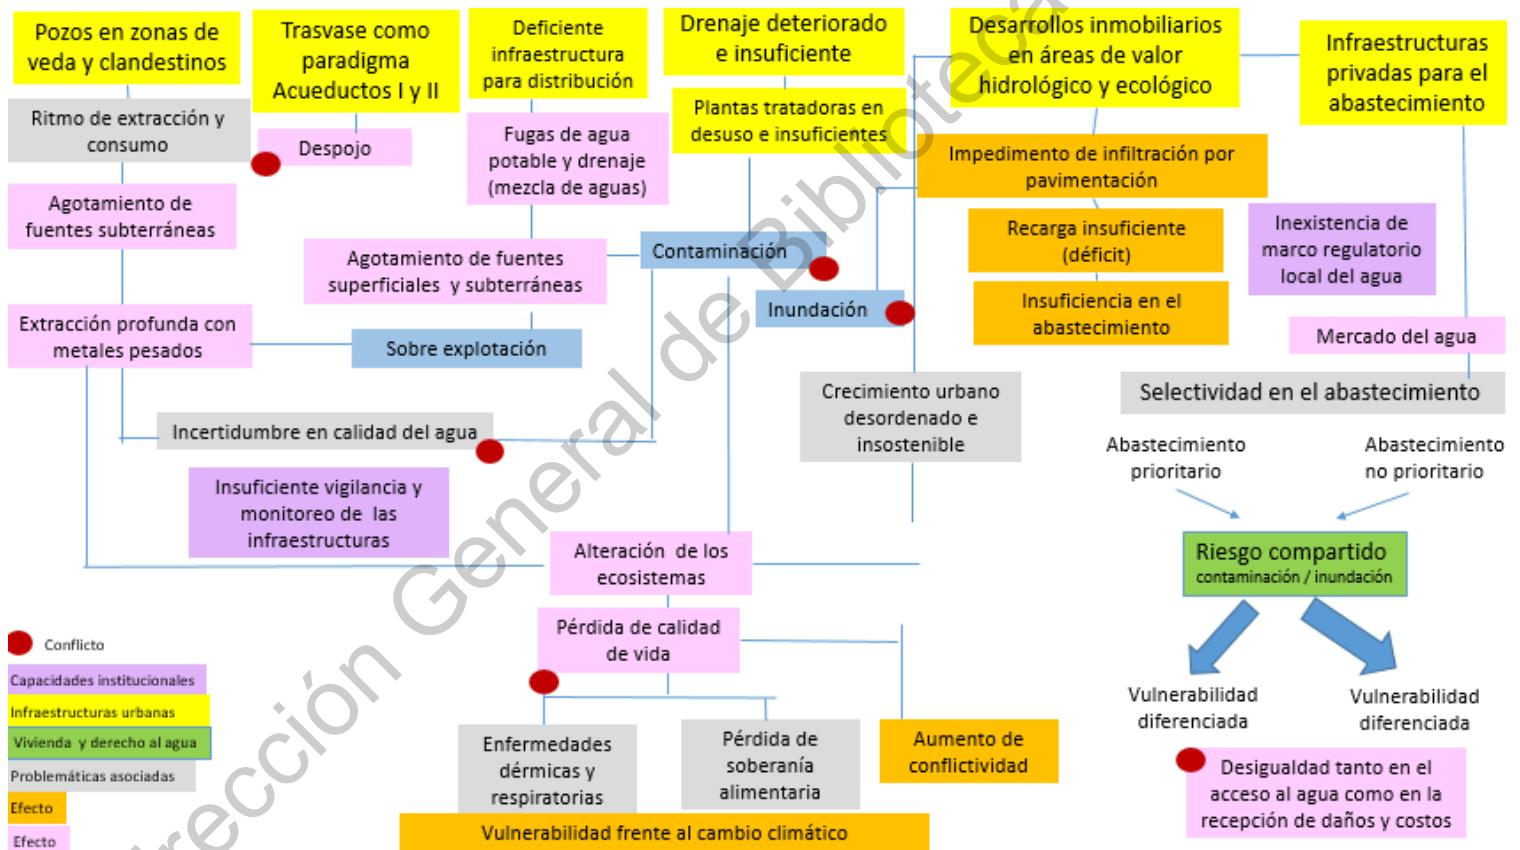 Pozos en zonas de
veda y clandestinos
Trasvase como
paradigma
Acueductos I y II
Deficiente
infraestructura
para distribución
Drenaje deteriorado
e insuficiente
Desarrollos inmobiliarios
en áreas de valor
hidrológico y ecológico
Infraestructuras
privadas para el
abastecimiento
Ritmo de extracción y
consumo
Despojo
Fugas de agua
potable y drenaje
(mezcla de aguas)
Plantas tratadoras en
desuso e insuficientes
Impedimento de infiltración por
pavimentación
Agotamiento de
fuentes subterráneas
Agotamiento de fuentes
superficiales y subterráneas
Contaminación
Recarga insuficiente
(déficit)
Inexistencia de
marco regulatorio
local del agua
Inundación
Insuficiencia en el
abastecimiento
Extracción profunda con
metales pesados
Sobre explotación
Mercado del agua
Crecimiento urbano
desordenado e
insostenible
Selectividad en el abastecimiento
Incertidumbre en calidad del agua
Abastecimiento
prioritario
Abastecimiento
no prioritario
Insuficiente vigilancia y
monitoreo de las
infraestructuras
Alteración de los
ecosistemas
Riesgo compartido
contaminación / inundación
Pérdida de calidad
de vida
Vulnerabilidad
diferenciada
Vulnerabilidad
diferenciada
Enfermedades
dérmicas y
respiratorias
Pérdida de
soberanía
alimentaria
Aumento de
conflictividad
Desigualdad tanto en el
acceso al agua como en la
recepción de daños y costos
Vulnerabilidad frente al cambio climático
Conflicto
Capacidades institucionales
Infraestructuras urbanas
Vivienda y derecho al agua
Problemáticas asociadas
Efecto
Efecto
rección General de Biblioteca